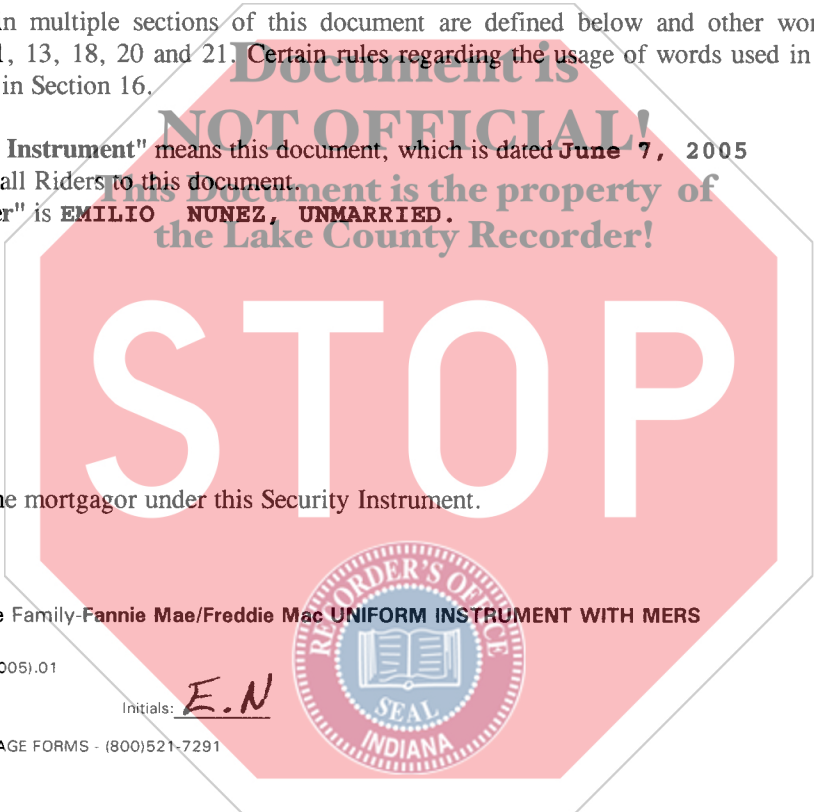 in multiple sections of this document are defined below and other wor
1, 13, 18, 20 and 21. Certain rules regarding the usage of words used in
in Section 16.
Document is
NOT OFFICIAL!
This Document is the property of
the Lake County Recorder!
Instrument" means this document, which is dated June 7, 2005
all Riders to this document.
er" is EMILIO NUNEZ, UNMARRIED.
STOP
e mortgagor under this Security Instrument.
RECORDER'S OFFICE
SEAL
INDIANA
e Family-Fannie Mae/Freddie Mac UNIFORM INSTRUMENT WITH MERS
005).01
Initials: E.N
AGE FORMS - (800)521-7291